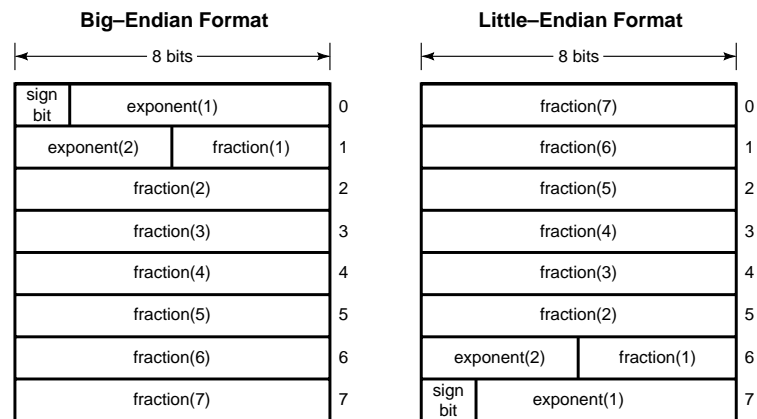 Big–Endian Format
8 bits
sign bit exponent(1) 0
exponent(2) fraction(1) 1
fraction(2) 2
fraction(3) 3
fraction(4) 4
fraction(5) 5
fraction(6) 6
fraction(7) 7
Little–Endian Format
8 bits
fraction(7) 0
fraction(6) 1
fraction(5) 2
fraction(4) 3
fraction(3) 4
fraction(2) 5
exponent(2) fraction(1) 6
sign bit exponent(1) 7